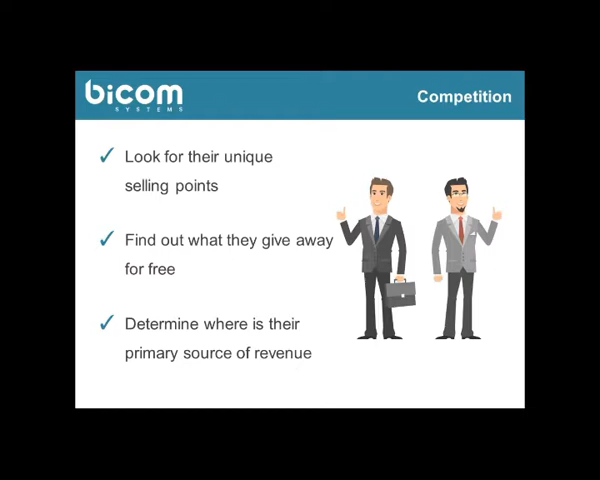 bicom
SYSTEMS
Competition
✓ Look for their unique
selling points
✓ Find out what they give away
for free
✓ Determine where is their
primary source of revenue